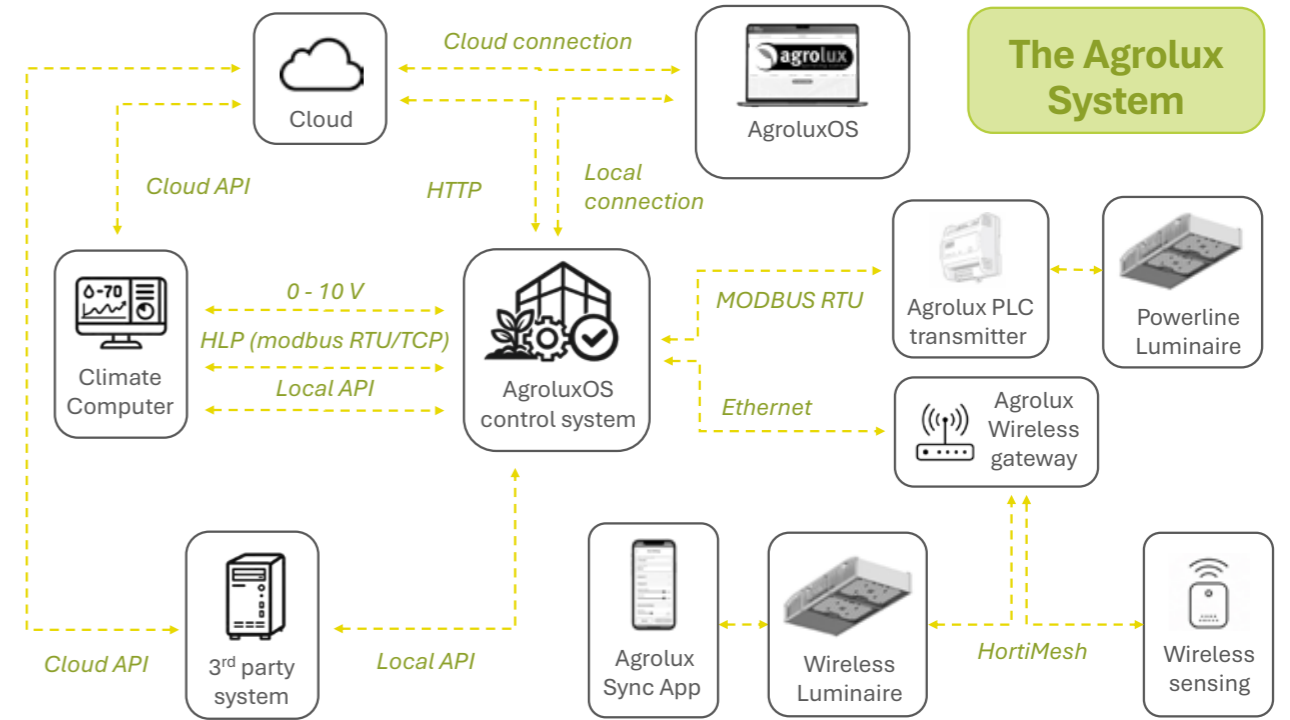 The Agrolux
System
Cloud connection
agrolux
Cloud
AgroluxOS
Cloud API
HTTP
Local
connection
0 - 10 V
HLP (modbus RTU/TCP)
Local API
0-70
Climate
Computer
AgroluxOS
control system
MODBUS RTU
Agrolux PLC
transmitter
Powerline
Luminaire
Ethernet
Agrolux
Wireless
gateway
Cloud API
3rd party
system
Local API
Agrolux
Sync App
Wireless
Luminaire
HortiMesh
Wireless
sensing